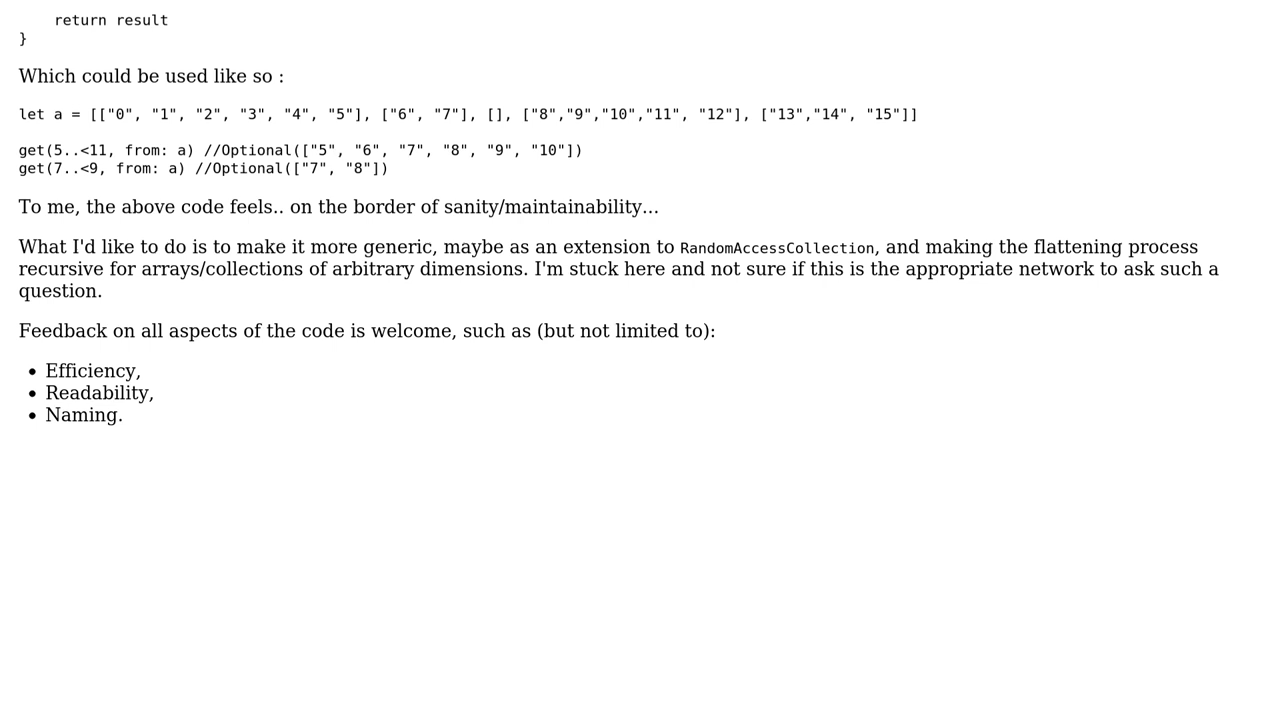 return result
}
Which could be used like so :
let a = [["0", "1", "2", "3", "4", "5"], ["6", "7"], [], ["8","9","10","11", "12"], ["13","14", "15"]]
get(5..<11, from: a) //Optional(["5", "6", "7", "8", "9", "10"])
get(7..<9, from: a) //Optional(["7", "8"])
To me, the above code feels.. on the border of sanity/maintainability...
What I'd like to do is to make it more generic, maybe as an extension to RandomAccessCollection, and making the flattening process
recursive for arrays/collections of arbitrary dimensions. I'm stuck here and not sure if this is the appropriate network to ask such a
question.
Feedback on all aspects of the code is welcome, such as (but not limited to):
• Efficiency,
• Readability,
• Naming.